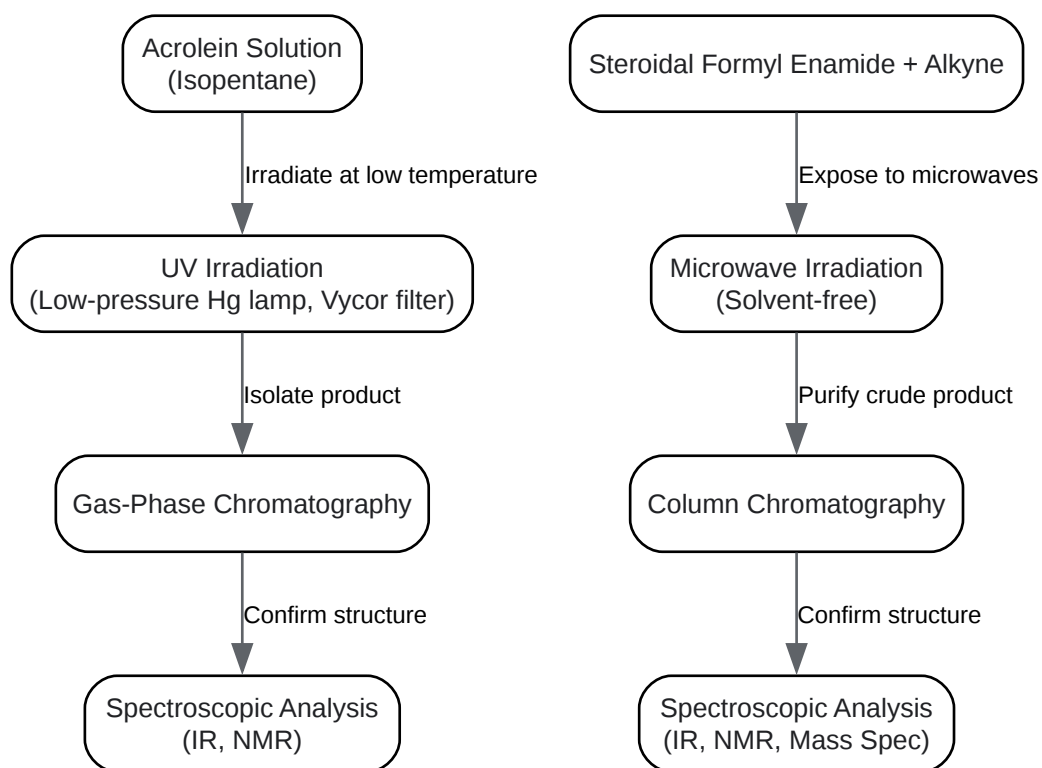 Acrolein Solution
(Isopentane)
Irradiate at low temperature
UV Irradiation
(Low-pressure Hg lamp, Vycor filter)
Isolate product
Gas-Phase Chromatography
Confirm structure
Spectroscopic Analysis
(IR, NMR)
Steroidal Formyl Enamide + Alkyne
Expose to microwaves
Microwave Irradiation
(Solvent-free)
Purify crude product
Column Chromatography
Confirm structure
Spectroscopic Analysis
(IR, NMR, Mass Spec)